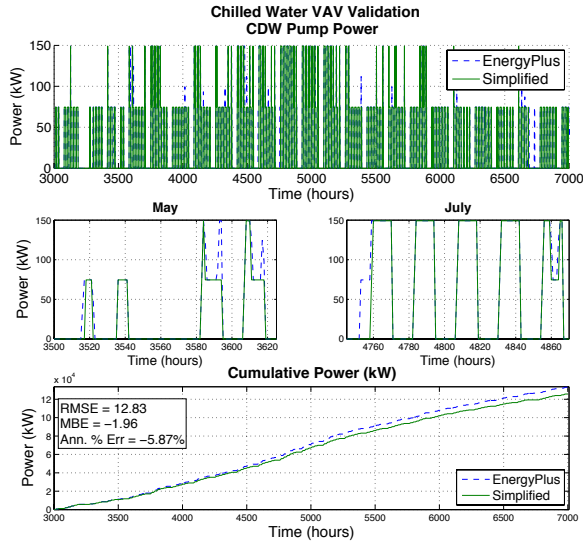 Chilled Water VAV Validation
CDW Pump Power
150
100
50
0
Power (kW)
EnergyPlus
Simplified
3000 3500 4000 4500 5000 5500 6000 6500 7000
Time (hours)
May
150
100
50
0
Power (kW)
3500 3520 3540 3560 3580 3600 3620
Time (hours)
July
150
100
50
0
Power (kW)
4760 4780 4800 4820 4840 4860
Time (hours)
Cumulative Power (kW)
x 10⁴
12
10
8
6
4
2
0
Power (kW)
RMSE = 12.83
MBE = −1.96
Ann. % Err = −5.87%
EnergyPlus
Simplified
3000 3500 4000 4500 5000 5500 6000 6500 7000
Time (hours)